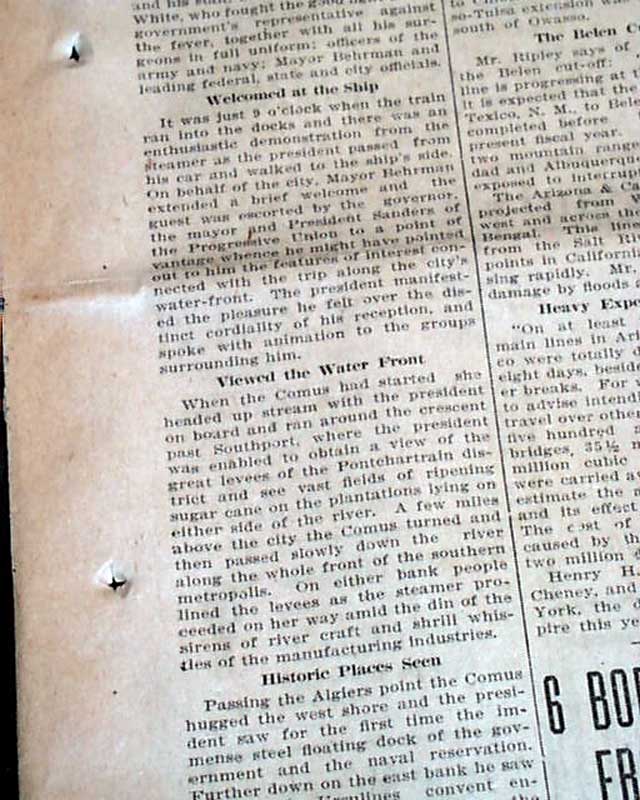 and his
White, who fought the good
government's representative against
the fever, together with all his sur-
geons in full uniform; officers of the
army and navy; Mayor Behrman and
leading federal, state and city officials.
Welcomed at the Ship
It was just 9 o'clock when the train
ran into the docks and there was an
enthusiastic demonstration from the
steamer as the president passed from
his car and walked to the ship's side.
On behalf of the city, Mayor Behrman
extended a brief welcome and the
guest was escorted by the governor,
the mayor and President Sanders of
the Progressive Union to a point of
vantage whence he might have pointed
out to him the features of interest con-
nected with the trip along the city's
water-front. The president manifest-
ed the pleasure he felt over the dis-
tinct cordiality of his reception, and
spoke with animation to the groups
surrounding him.
Viewed the Water Front
When the Comus had started she
headed up stream with the president
on board and ran around the crescent
past Southport, where the president
was enabled to obtain a view of the
great levees of the Pontchartrain dis-
trict and see vast fields of ripening
sugar cane on the plantations lying on
either side of the river. A few miles
above the city the Comus turned and
then passed slowly down the river
along the whole front of the southern
metropolis. On either bank people
lined the levees as the steamer pro-
ceeded on her way amid the din of the
sirens of river craft and shrill whis-
tles of the manufacturing industries.
Historic Places Seen
Passing the Algiers point the Comus
hugged the west shore and the presi-
dent saw for the first time the im-
mense steel floating dock of the gov-
ernment and the naval reservation.
Further down on the east bank he saw
Ursulines convent en-
so-Tulsa extension was
south of Owasso.
The Belen C
Mr. Ripley says of
the Belen cut-off:
line is progressing at
it is expected that the
Texico, N. M., to Bel
completed before
present fiscal year.
two mountain rang
dad and Albuquerqu
exposed to interrupt
The Arizona & Ca
projected from
west and across the
Bengal. This line
from the Salt Ri
points in California
sing rapidly. Mr.
damage by floods a
Heavy Expe
"On at least
main lines in Ari
co were totally d
eight days, besid
er breaks. For
to advise intendi
travel over othe
five hundred
bridges, 35½ m
million cubic
were carried av
estimate the
and its effect
The cost of
caused by th
two million
Henry H.
Cheney, and
York, the
pire this ye
6 BO
FR